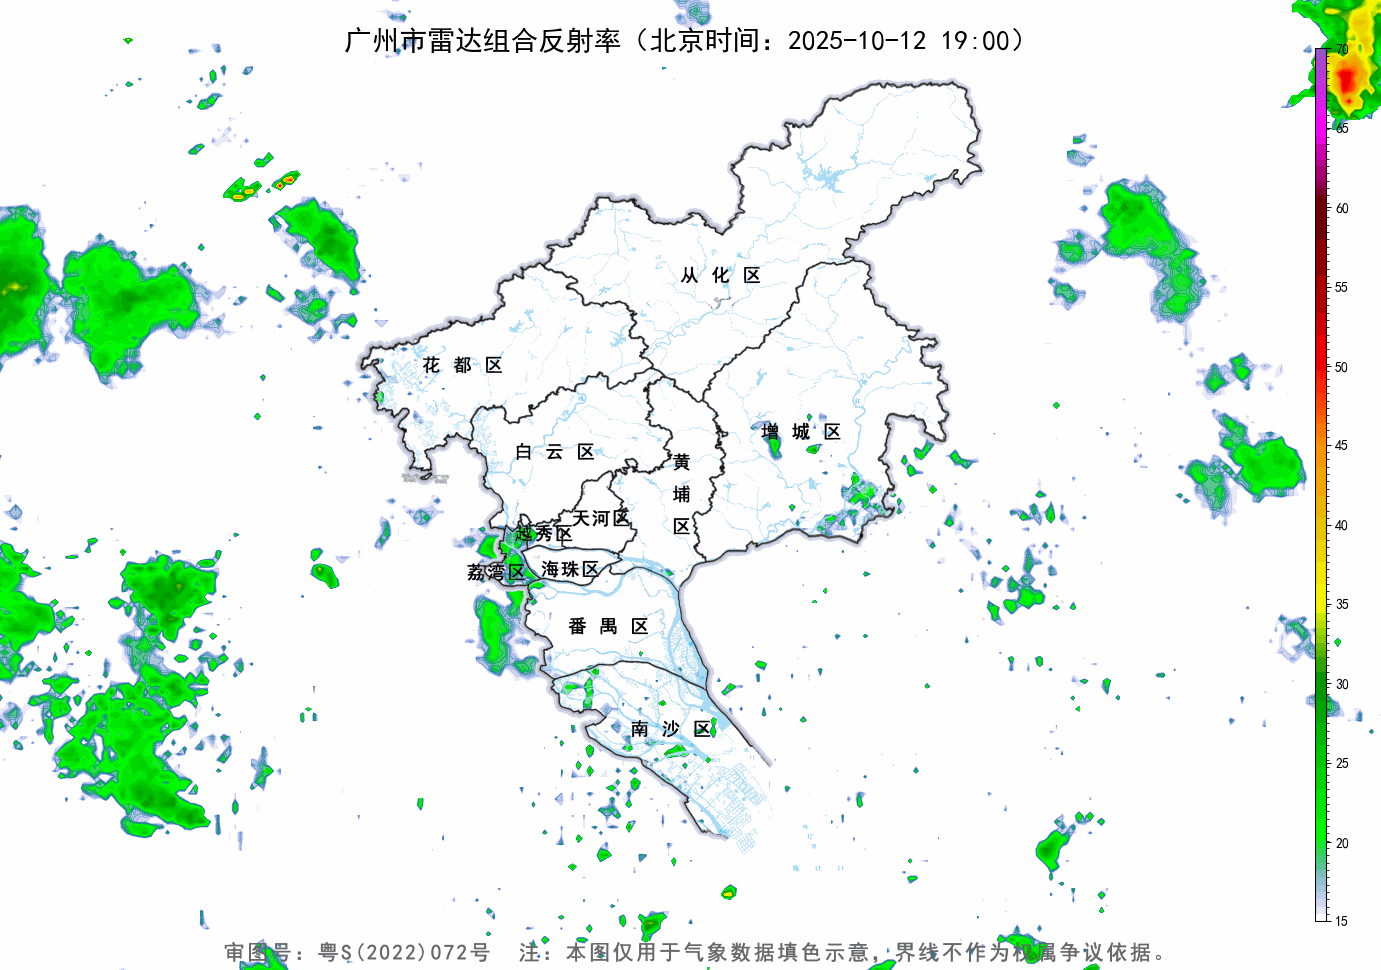 广州市雷达组合反射率（北京时间：2025-10-12 19:00）
70
65
60
55
50
45
40
35
30
25
20
15
从化区
花都区
增城区
白云区
黄埔区
天河区
越秀区
海珠区
荔湾区
番禺区
南沙区
审图号：粤S(2022)072号 注：本图仅用于气象数据填色示意，界线不作为权属争议依据。